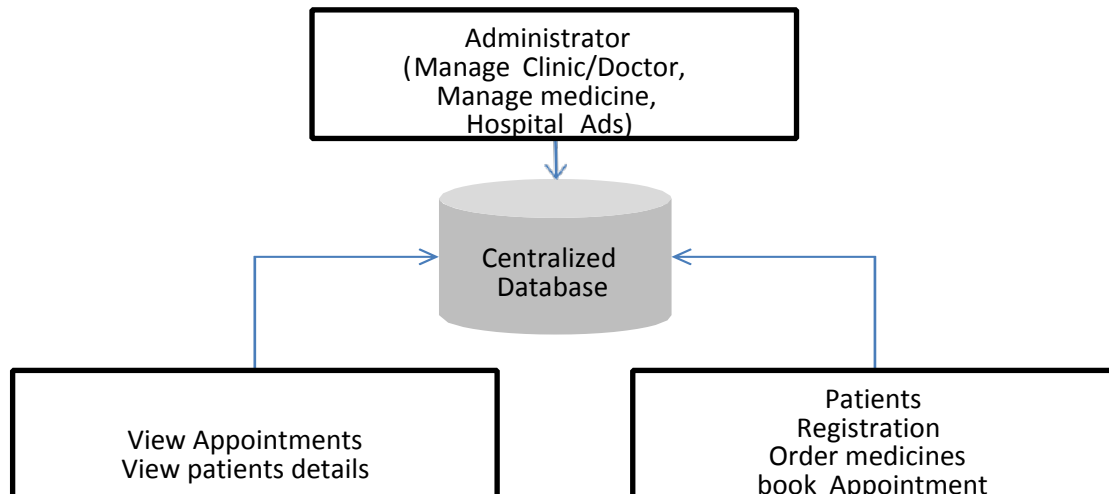 Administrator
(Manage Clinic/Doctor,
Manage medicine,
Hospital Ads)
Centralized
Database
View Appointments
View patients details
Patients
Registration
Order medicines
book Appointment